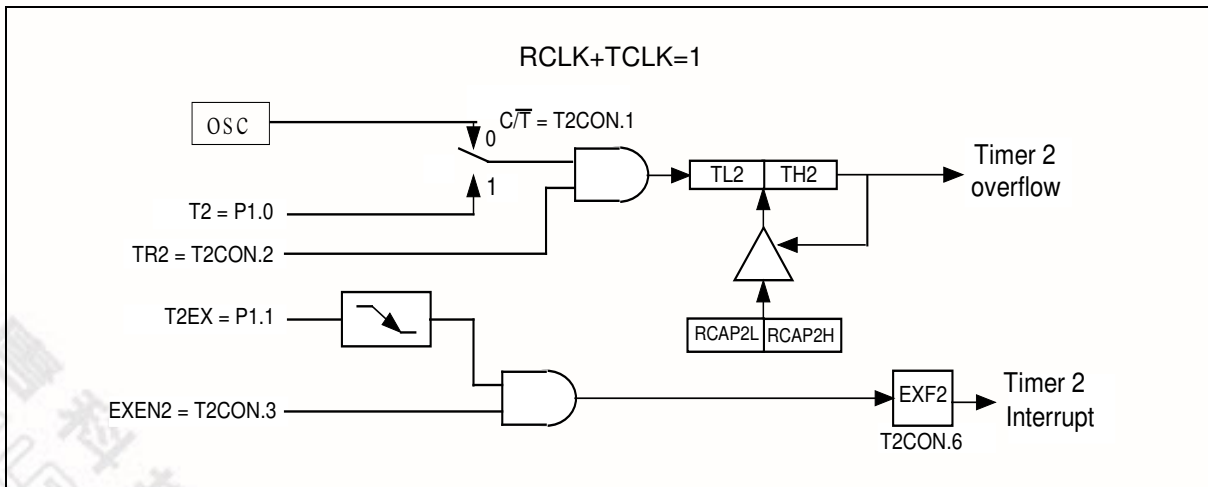 RCLK+TCLK=1
OSC
C/T̅ = T2CON.1
0
1
T2 = P1.0
TR2 = T2CON.2
TL2 TH2
Timer 2
overflow
T2EX = P1.1
RCAP2L RCAP2H
EXEN2 = T2CON.3
EXF2
T2CON.6
Timer 2
Interrupt